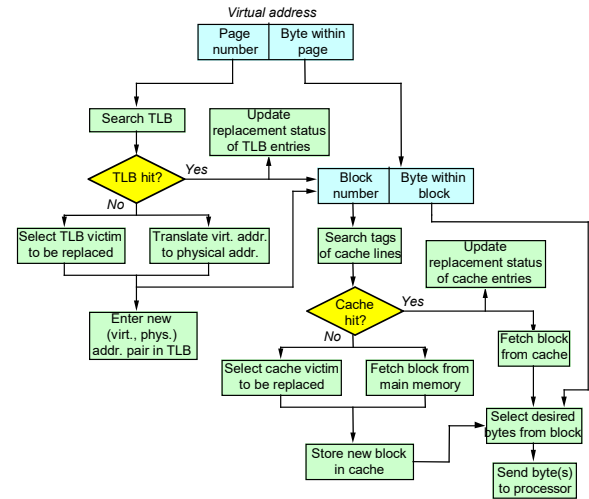 Virtual address
Page
number
Byte within
page
Search TLB
Update
replacement status
of TLB entries
TLB hit?
Yes
No
Block
number
Byte within
block
Select TLB victim
to be replaced
Translate virt. addr.
to physical addr.
Search tags
of cache lines
Update
replacement status
of cache entries
Enter new
(virt., phys.)
addr. pair in TLB
Cache
hit?
Yes
No
Fetch block
from cache
Select cache victim
to be replaced
Fetch block from
main memory
Select desired
bytes from block
Store new block
in cache
Send byte(s)
to processor